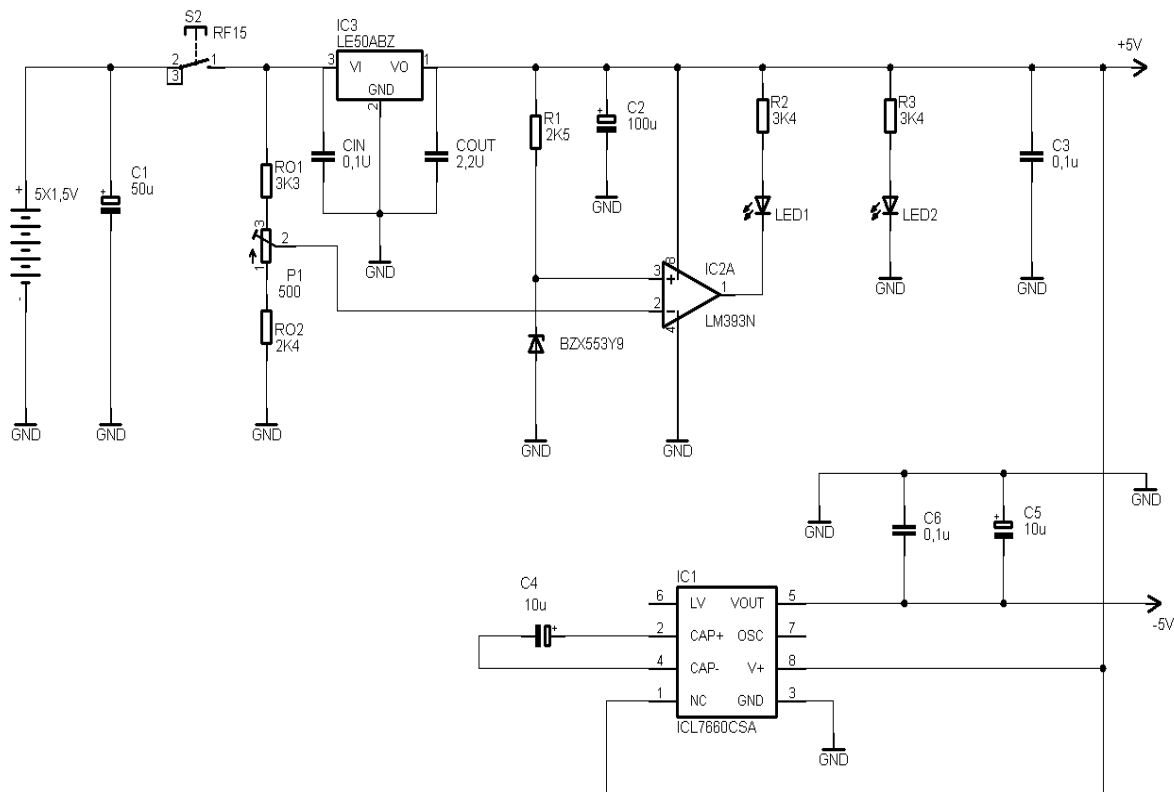 S2
RF15
2
1
3
IC3
LE50ABZ
3
VI
VO
1
GND
2
+5V
CIN
0,1U
COUT
2,2U
R1
2K5
C2
100u
GND
R2
3K4
R3
3K4
C3
0,1u
+
5X1,5V
-
C1
+
50u
RO1
3K3
3
2
1
P1
500
GND
LED1
LED2
GND
GND
RO2
2K4
BZX553Y9
3
+
2
-
8
4
1
IC2A
LM393N
GND
GND
GND
GND
GND
GND
GND
C6
0,1u
+
C5
10u
C4
10u
+
IC1
6
LV
VOUT
5
2
CAP+
OSC
7
4
CAP-
V+
8
1
NC
GND
3
ICL7660CSA
-5V
GND